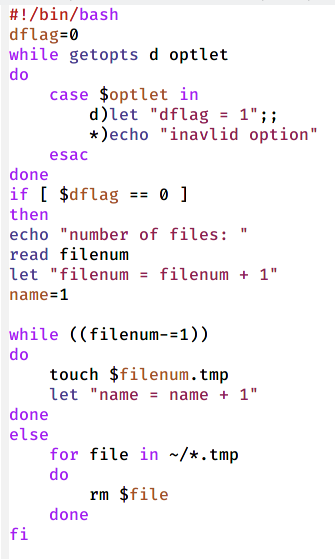 #!/bin/bash
dflag=0
while getopts d optlet
do
    case $optlet in
        d)let "dflag = 1";;
        *)echo "inavlid option"
    esac
done
if [ $dflag == 0 ]
then
echo "number of files: "
read filenum
let "filenum = filenum + 1"
name=1

while ((filenum-=1))
do
    touch $filenum.tmp
    let "name = name + 1"
done
else
    for file in ~/*.tmp
    do
        rm $file
    done
fi